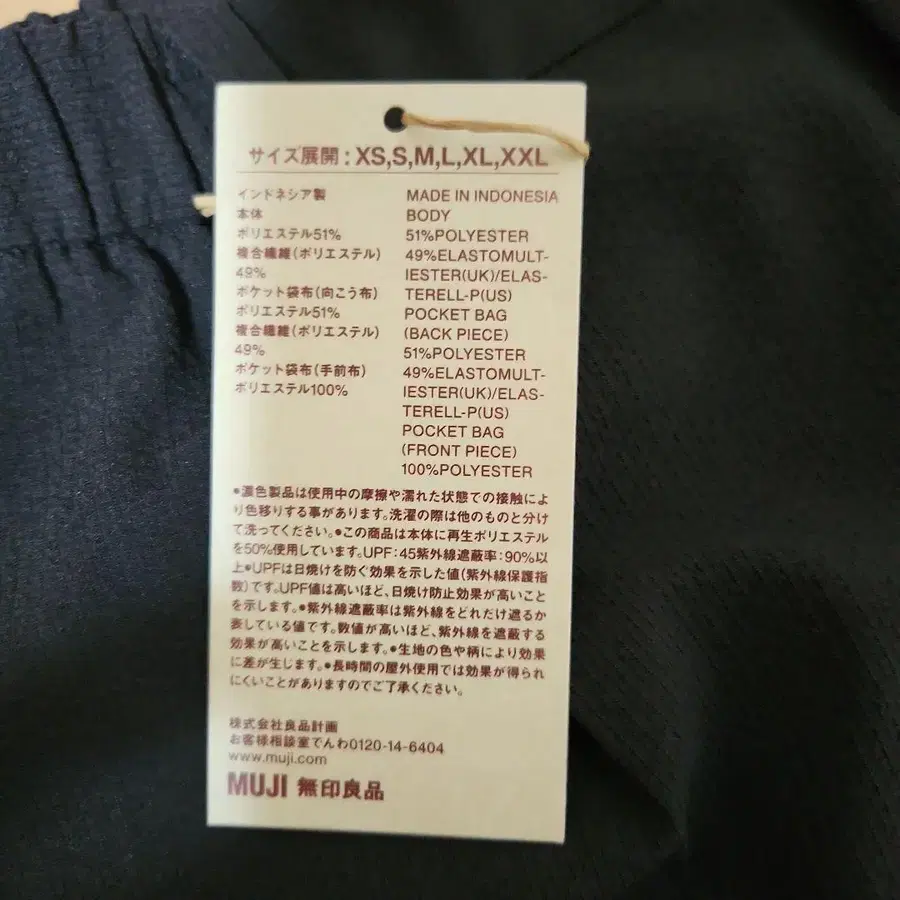 サイズ展開：XS,S,M,L,XL,XXL
インドネシア製
本体
ポリエステル51%
複合繊維(ポリエステル)
49%
ポケット袋布(向こう布)
ポリエステル51%
複合繊維(ポリエステル)
49%
ポケット袋布(手前布)
ポリエステル100%
MADE IN INDONESIA
BODY
51%POLYESTER
49%ELASTOMULT-
IESTER(UK)/ELAS-
TERELL-P(US)
POCKET BAG
(BACK PIECE)
51%POLYESTER
49%ELASTOMULT-
IESTER(UK)/ELAS-
TERELL-P(US)
POCKET BAG
(FRONT PIECE)
100%POLYESTER
●濃色製品は使用中の摩擦や濡れた状態での接触によ
り色移りする事があります。洗濯の際は他のものと分け
て洗ってください。●この商品は本体に再生ポリエステル
を50%使用しています。UPF：45紫外線遮蔽率：90%以
上●UPFは日焼けを防ぐ効果を示した値(紫外線保護指
数)です。UPF値は高いほど、日焼け防止効果が高いこと
を示します。●紫外線遮蔽率は紫外線をどれだけ遮るか
表している値です。数値が高いほど、紫外線を遮蔽する
効果が高いことを示します。●生地の色や柄により効果
に差が生じます。●長時間の屋外使用では効果が得られ
にくいことがありますのでご了承ください。
株式会社良品計画
お客様相談室でんわ0120-14-6404
www.muji.com
MUJI 無印良品